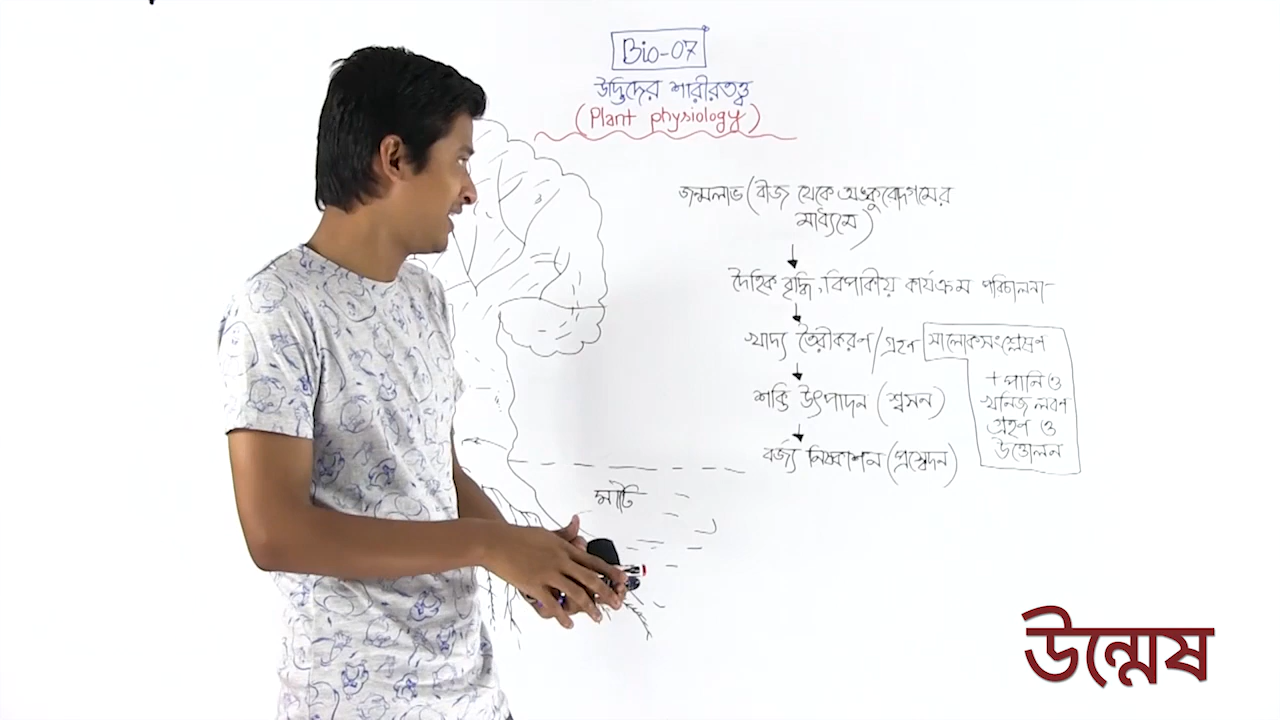 Bio-07
উদ্ভিদের শারীরতত্ত্ব
(Plant physiology)
জন্মলাভ (বীজ থেকে অঙ্কুরোদগমের
মাধ্যমে)
দৈহিক বৃদ্ধি, বিপাকীয় কার্যক্রম পরিচালনা
খাদ্য তৈরীকরণ/গ্রহণ সালোকসংশ্লেষণ
+ পানি ও
খনিজ লবণ
গ্রহণ ও
উত্তোলন
শক্তি উৎপাদন (শ্বসন)
বর্জ্য নিষ্কাশন (প্রস্বেদন)
মাটি
উন্মেষ